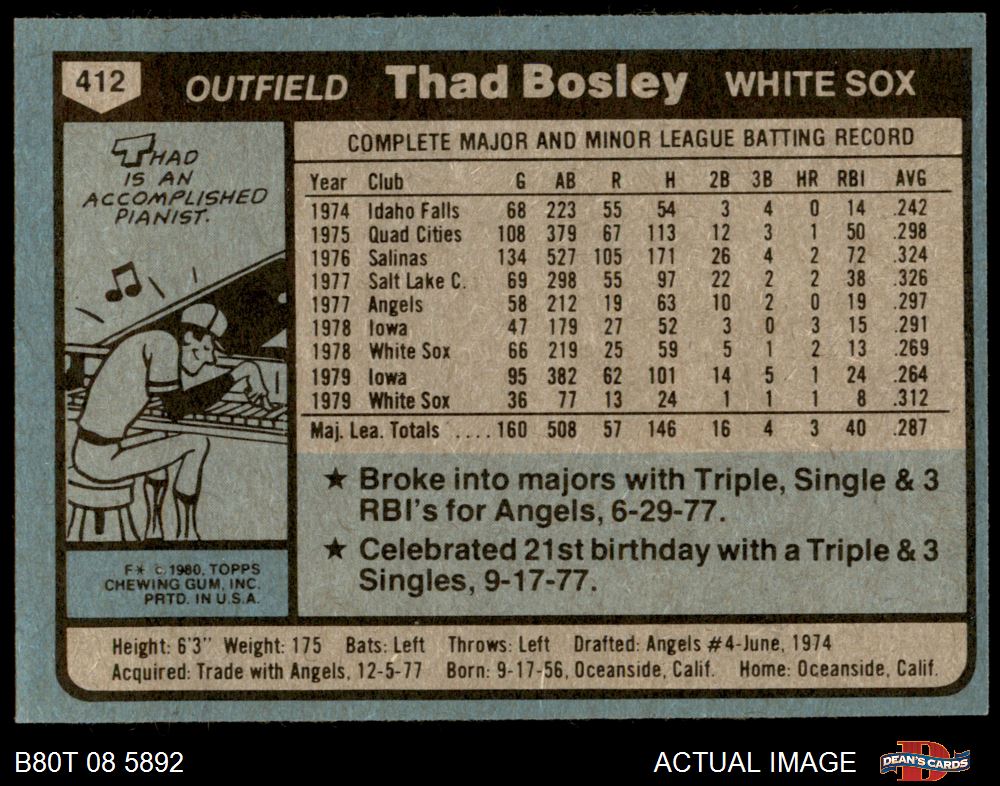 412 OUTFIELD Thad Bosley WHITE SOX
THAD
IS AN
ACCOMPLISHED
PIANIST.
F* © 1980, TOPPS
CHEWING GUM, INC.
PRTD. IN U.S.A.
COMPLETE MAJOR AND MINOR LEAGUE BATTING RECORD
Year Club G AB R H 2B 3B HR RBI AVG
1974 Idaho Falls 68 223 55 54 3 4 0 14 .242
1975 Quad Cities 108 379 67 113 12 3 1 50 .298
1976 Salinas 134 527 105 171 26 4 2 72 .324
1977 Salt Lake C. 69 298 55 97 22 2 2 38 .326
1977 Angels 58 212 19 63 10 2 0 19 .297
1978 Iowa 47 179 27 52 3 0 3 15 .291
1978 White Sox 66 219 25 59 5 1 2 13 .269
1979 Iowa 95 382 62 101 14 5 1 24 .264
1979 White Sox 36 77 13 24 1 1 1 8 .312
Maj. Lea. Totals .... 160 508 57 146 16 4 3 40 .287
★ Broke into majors with Triple, Single & 3
RBI's for Angels, 6-29-77.
★ Celebrated 21st birthday with a Triple & 3
Singles, 9-17-77.
Height: 6'3" Weight: 175 Bats: Left Throws: Left Drafted: Angels #4-June, 1974
Acquired: Trade with Angels, 12-5-77 Born: 9-17-56, Oceanside, Calif. Home: Oceanside, Calif.
B80T 08 5892 ACTUAL IMAGE D DEAN'S CARDS